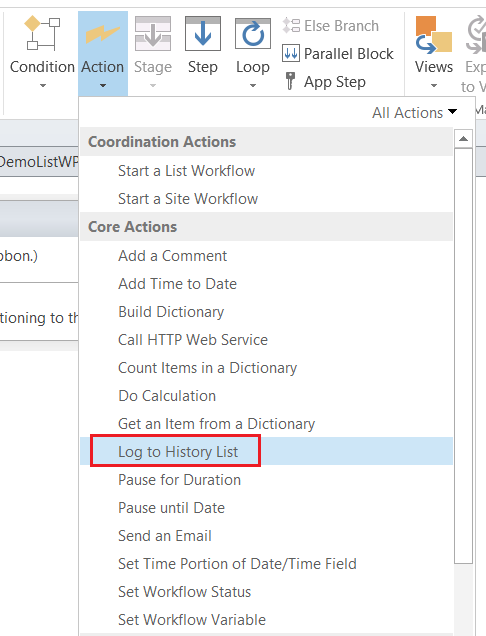 Condition
Action
Stage
Step
Loop
Else Branch
Parallel Block
App Step
Views
Exp
to V
Ma
All Actions
DemoListWP
Coordination Actions
Start a List Workflow
Start a Site Workflow
Core Actions
bbon.)
Add a Comment
Add Time to Date
Build Dictionary
tioning to th
Call HTTP Web Service
Count Items in a Dictionary
Do Calculation
Get an Item from a Dictionary
Log to History List
Pause for Duration
Pause until Date
Send an Email
Set Time Portion of Date/Time Field
Set Workflow Status
Set Workflow Variable